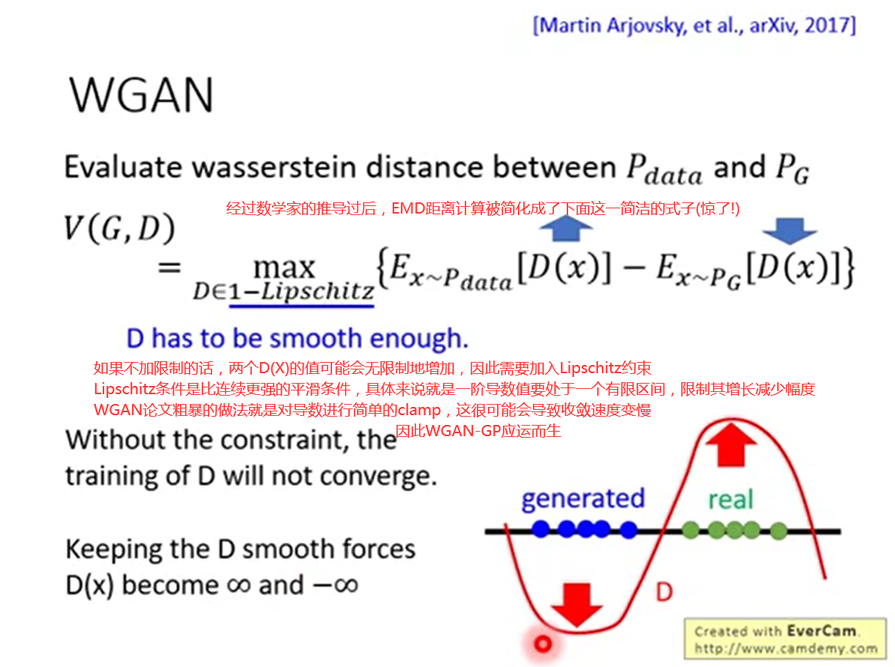 [Martin Arjovsky, et al., arXiv, 2017]
WGAN
Evaluate wasserstein distance between P_data and P_G
经过数学家的推导过后，EMD距离计算被简化成了下面这一简洁的式子(惊了!)
V(G, D)
= max_{D∈1−Lipschitz} {E_{x~P_data}[D(x)] − E_{x~P_G}[D(x)]}
D has to be smooth enough.
如果不加限制的话，两个D(X)的值可能会无限制地增加，因此需要加入Lipschitz约束
Lipschitz条件是比连续更强的平滑条件，具体来说就是一阶导数值要处于一个有限区间，限制其增长减少幅度
WGAN论文粗暴的做法就是对导数进行简单的clamp，这很可能会导致收敛速度变慢
因此WGAN-GP应运而生
Without the constraint, the
training of D will not converge.
Keeping the D smooth forces
D(x) become ∞ and −∞
generated
real
D
Created with EverCam.
http://www.camdemy.com